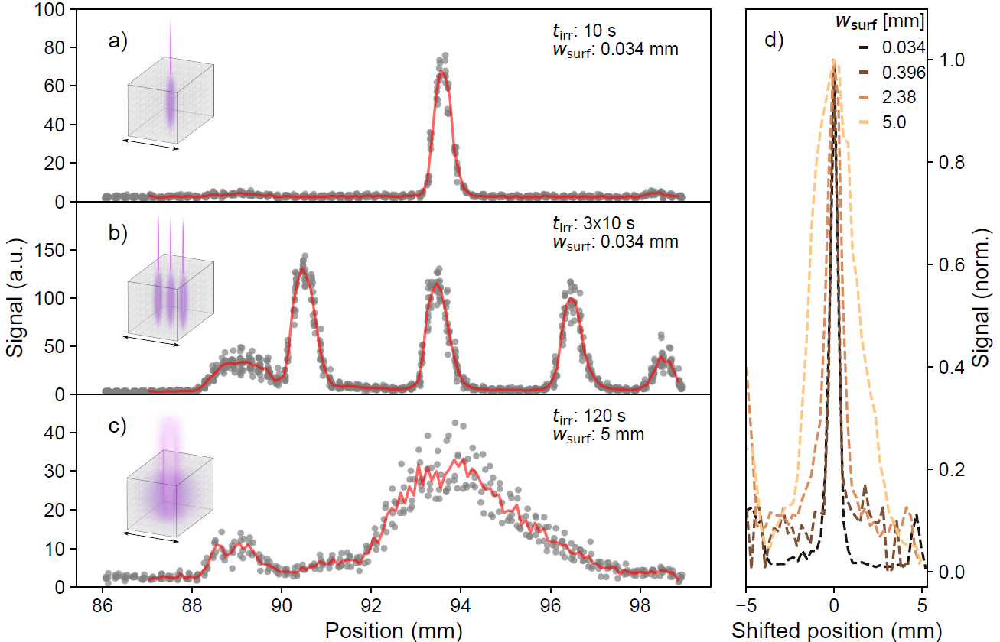 a)
t_irr: 10 s
w_surf: 0.034 mm
100
80
60
40
20
0
b)
t_irr: 3x10 s
w_surf: 0.034 mm
150
100
50
0
Signal (a.u.)
c)
t_irr: 120 s
w_surf: 5 mm
40
30
20
10
0
86 88 90 92 94 96 98
Position (mm)
d)
w_surf [mm]
0.034
0.396
2.38
5.0
1.0
0.8
0.6
0.4
0.2
0.0
Signal (norm.)
−5 0 5
Shifted position (mm)